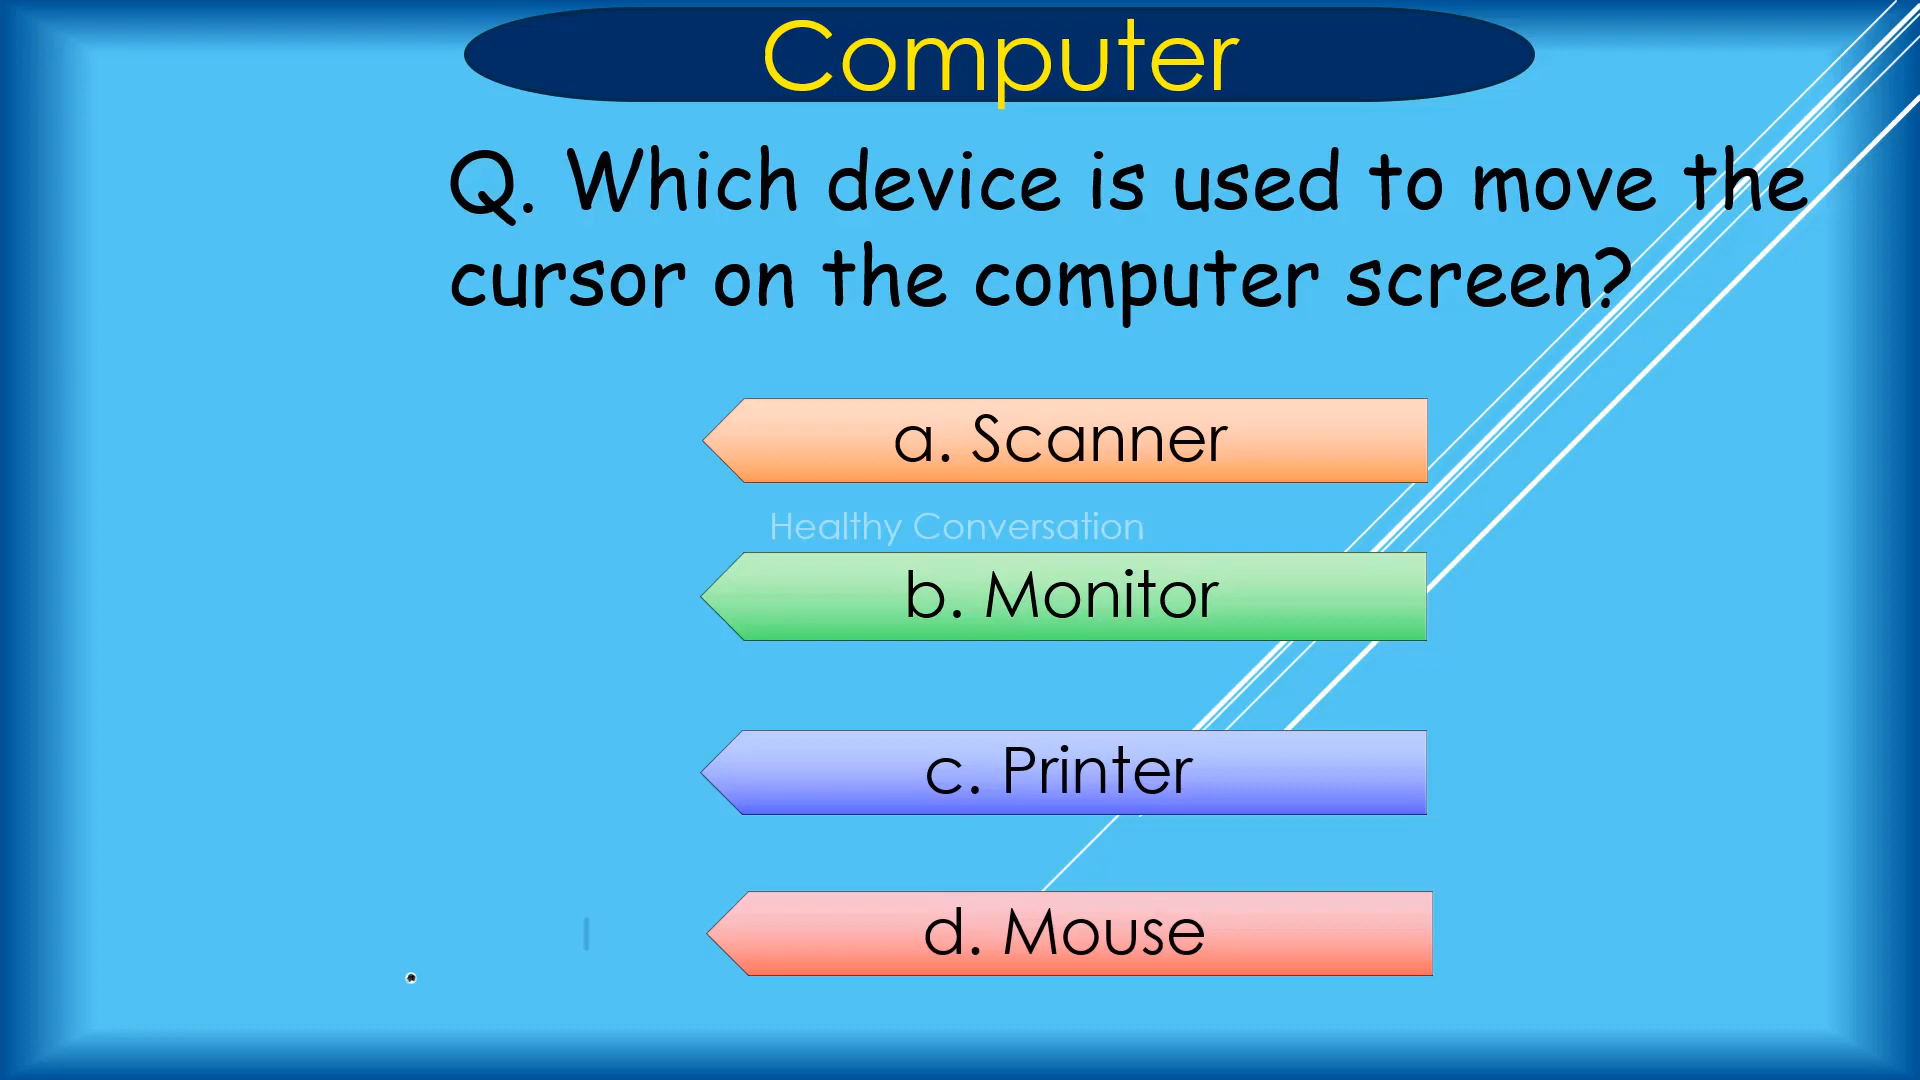 Computer
Q. Which device is used to move the
cursor on the computer screen?
a. Scanner
Healthy Conversation
b. Monitor
c. Printer
d. Mouse